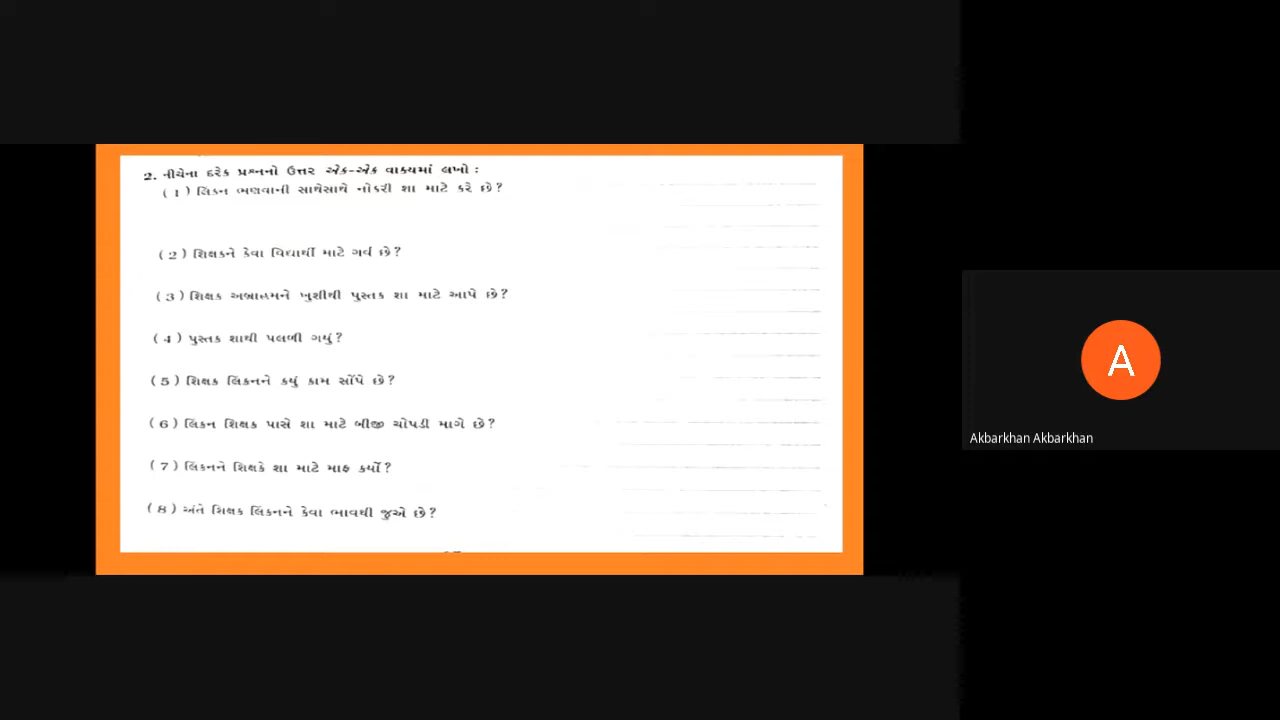 2. નીચેના દરેક પ્રશ્નનો ઉત્તર એક-એક વાક્યમાં લખો :
( 1 ) લિંકન ભણવાની સાથેસાથે નોકરી શા માટે કરે છે?
( 2 ) શિક્ષકને કેવા વિદ્યાર્થી માટે ગર્વ છે?
( 3 ) શિક્ષક અબ્રાહમને ખુશીથી પુસ્તક શા માટે આપે છે?
( 4 ) પુસ્તક શાથી પલળી ગયું?
( 5 ) શિક્ષક લિંકનને કયું કામ સોંપે છે?
( 6 ) લિંકન શિક્ષક પાસે શા માટે બીજી ચોપડી માગે છે?
( 7 ) લિંકનને શિક્ષકે શા માટે માફ કર્યો?
( 8 ) અંતે શિક્ષક લિંકનને કેવા ભાવથી જુએ છે?
A
Akbarkhan Akbarkhan